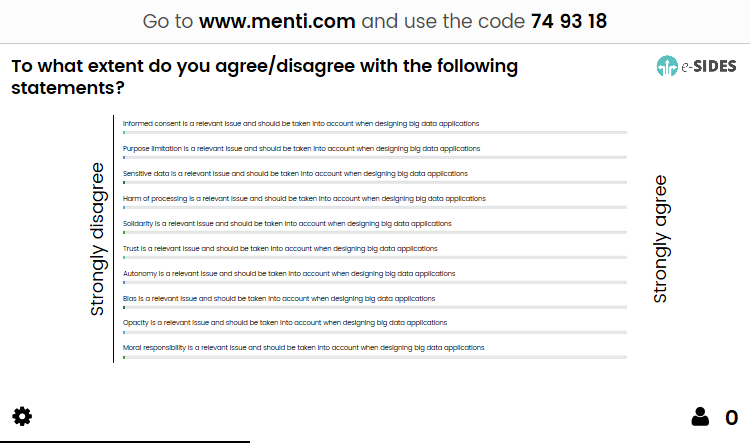 Go to www.menti.com and use the code 74 93 18
To what extent do you agree/disagree with the following
statements?
e-SIDES
Strongly disagree
Informed consent is a relevant issue and should be taken into account when designing big data applications
Purpose limitation is a relevant issue and should be taken into account when designing big data applications
Sensitive data is a relevant issue and should be taken into account when designing big data applications
Harm of processing is a relevant issue and should be taken into account when designing big data applications
Solidarity is a relevant issue and should be taken into account when designing big data applications
Trust is a relevant issue and should be taken into account when designing big data applications
Autonomy is a relevant issue and should be taken into account when designing big data applications
Bias is a relevant issue and should be taken into account when designing big data applications
Opacity is a relevant issue and should be taken into account when designing big data applications
Moral responsibility is a relevant issue and should be taken into account when designing big data applications
Strongly agree
0